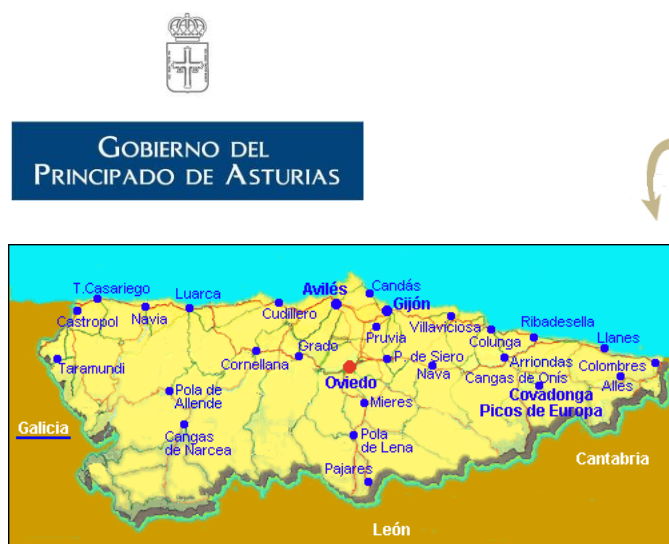 GOBIERNO DEL
PRINCIPADO DE ASTURIAS
T.Casariego
Luarca
Avilés
Candás
Castropol
Navia
Cudillero
Gijón
Villaviciosa
Ribadesella
Pruvia
Colunga
Llanes
Taramundi
Cornellana
Grado
P. de Siero
Arriondas
Colombres
Nava
Cangas de Onís
Alles
Oviedo
Pola de
Allende
Covadonga
Picos de Europa
Mieres
Galicia
Cangas
de Narcea
Pola
de Lena
Pajares
Cantabria
León